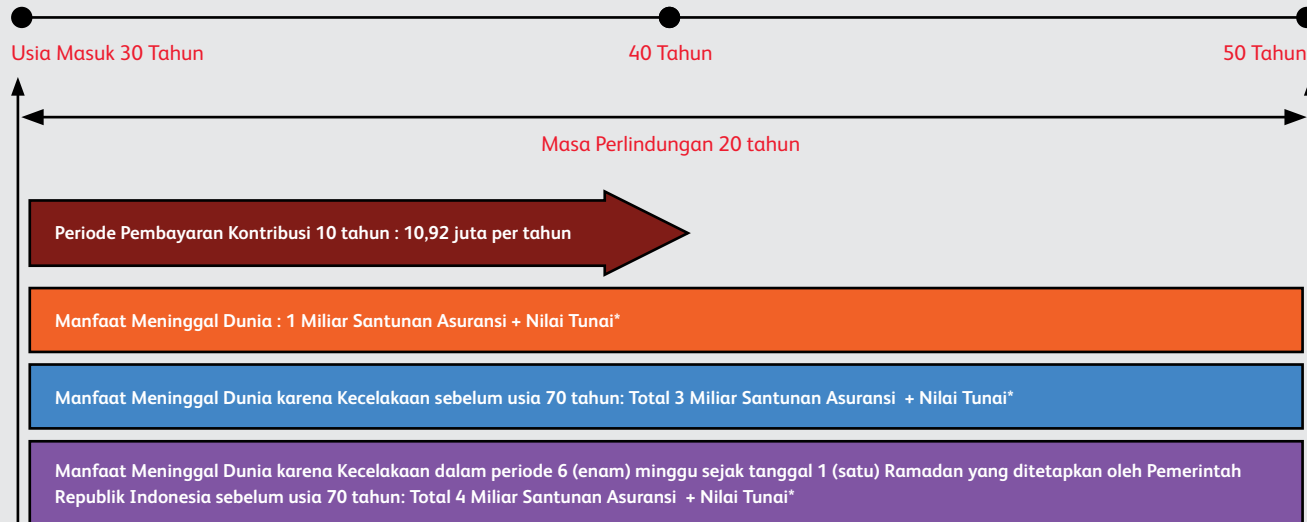 Usia Masuk 30 Tahun
40 Tahun
50 Tahun
Masa Perlindungan 20 tahun
Periode Pembayaran Kontribusi 10 tahun : 10,92 juta per tahun
Manfaat Meninggal Dunia : 1 Miliar Santunan Asuransi + Nilai Tunai*
Manfaat Meninggal Dunia karena Kecelakaan sebelum usia 70 tahun: Total 3 Miliar Santunan Asuransi + Nilai Tunai*
Manfaat Meninggal Dunia karena Kecelakaan dalam periode 6 (enam) minggu sejak tanggal 1 (satu) Ramadan yang ditetapkan oleh Pemerintah
Republik Indonesia sebelum usia 70 tahun: Total 4 Miliar Santunan Asuransi + Nilai Tunai*